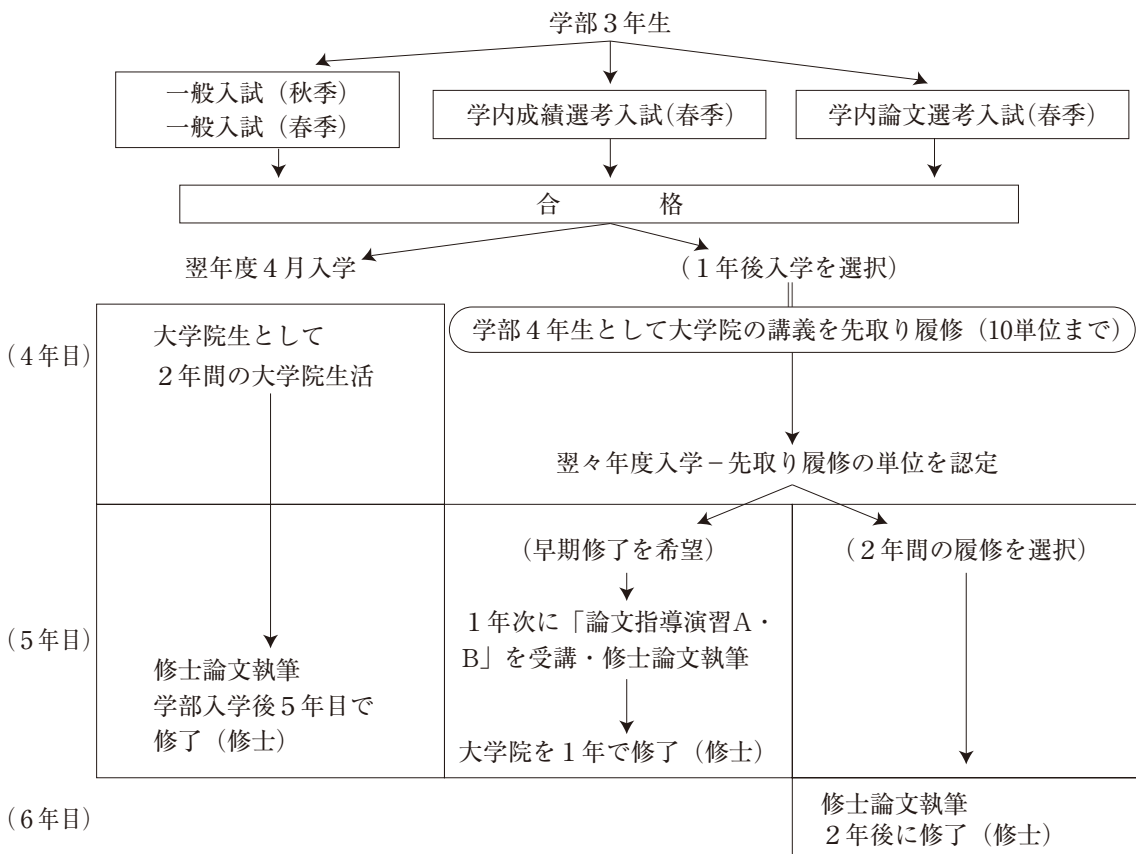 学部３年生
一般入試（秋季）
一般入試（春季）
学内成績選考入試(春季)
学内論文選考入試(春季)
合　　　格
翌年度４月入学
(１年後入学を選択)
(４年目)
大学院生として
２年間の大学院生活
学部４年生として大学院の講義を先取り履修（10単位まで）
翌々年度入学－先取り履修の単位を認定
(５年目)
修士論文執筆
学部入学後５年目で
修了（修士）
(早期修了を希望)
１年次に「論文指導演習A・
B」を受講・修士論文執筆
大学院を１年で修了（修士）
(２年間の履修を選択)
(６年目)
修士論文執筆
２年後に修了（修士）